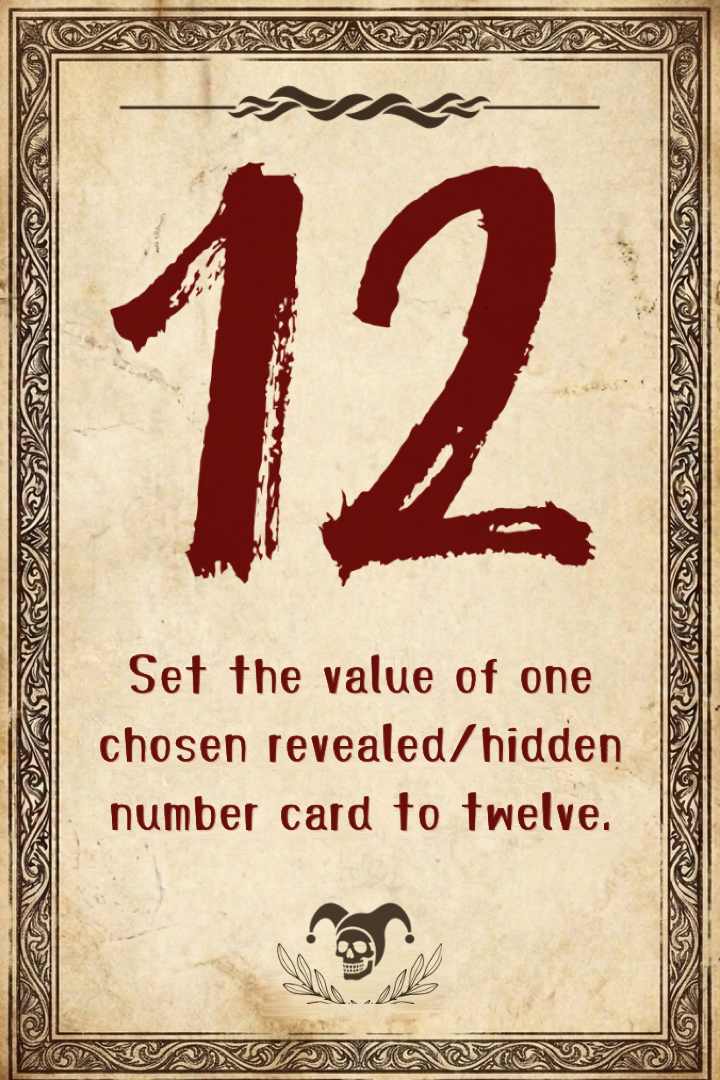 12
Set the value of one
chosen revealed/hidden
number card to twelve.